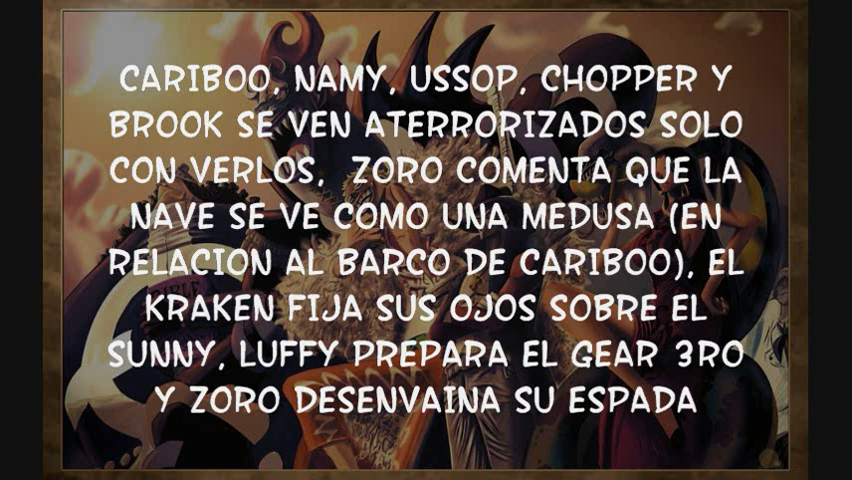 CARIBOO, NAMY, USSOP, CHOPPER Y
BROOK SE VEN ATERRORIZADOS SOLO
CON VERLOS, ZORO COMENTA QUE LA
NAVE SE VE COMO UNA MEDUSA (EN
RELACION AL BARCO DE CARIBOO), EL
KRAKEN FIJA SUS OJOS SOBRE EL
SUNNY, LUFFY PREPARA EL GEAR 3RO
Y ZORO DESENVAINA SU ESPADA